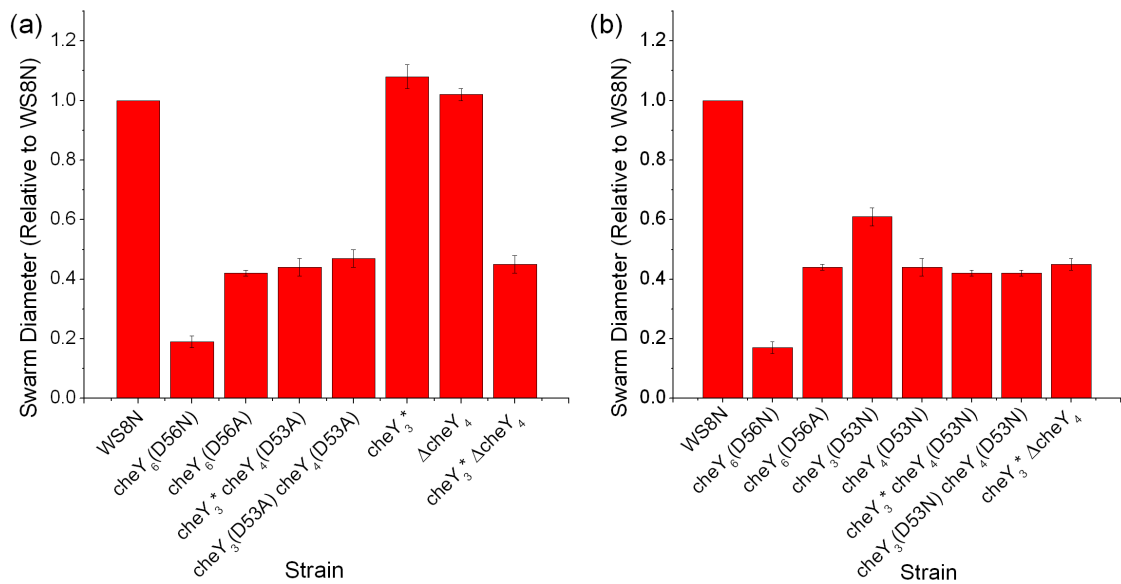 (a)
Swarm Diameter (Relative to WS8N)
1.2
1.0
0.8
0.6
0.4
0.2
0.0
WS8N
cheY₆(D56N)
cheY₆(D56A)
cheY₃* cheY₄(D53A)
cheY₃(D53A) cheY₄(D53A)
cheY₃*
ΔcheY₄
cheY₃* ΔcheY₄
Strain
(b)
Swarm Diameter (Relative to WS8N)
1.2
1.0
0.8
0.6
0.4
0.2
0.0
WS8N
cheY₆(D56N)
cheY₆(D56A)
cheY₃(D53N)
cheY₄(D53N)
cheY₃* cheY₄(D53N)
cheY₃(D53N) cheY₄(D53N)
cheY₃* ΔcheY₄
Strain